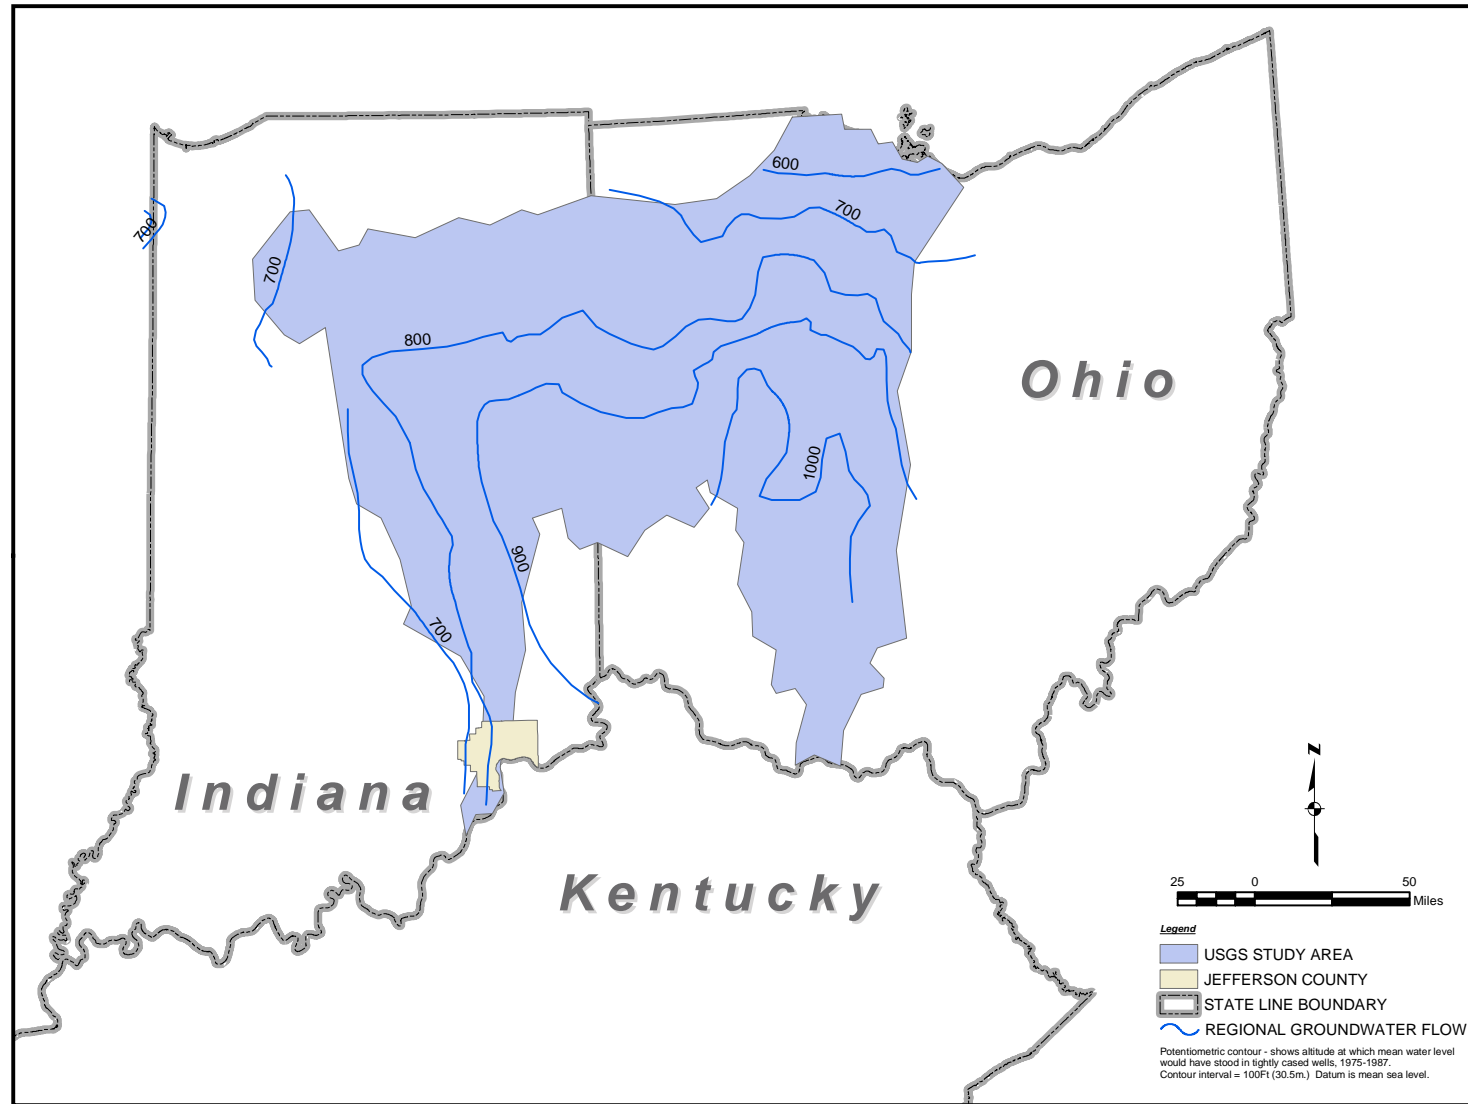 600
700
700
700
800
Ohio
1000
900
700
Indiana
Kentucky
N
25 0 50
Miles
Legend
USGS STUDY AREA
JEFFERSON COUNTY
STATE LINE BOUNDARY
REGIONAL GROUNDWATER FLOW
Potentiometric contour - shows altitude at which mean water level
would have stood in tightly cased wells, 1975-1987.
Contour interval = 100Ft (30.5m.) Datum is mean sea level.